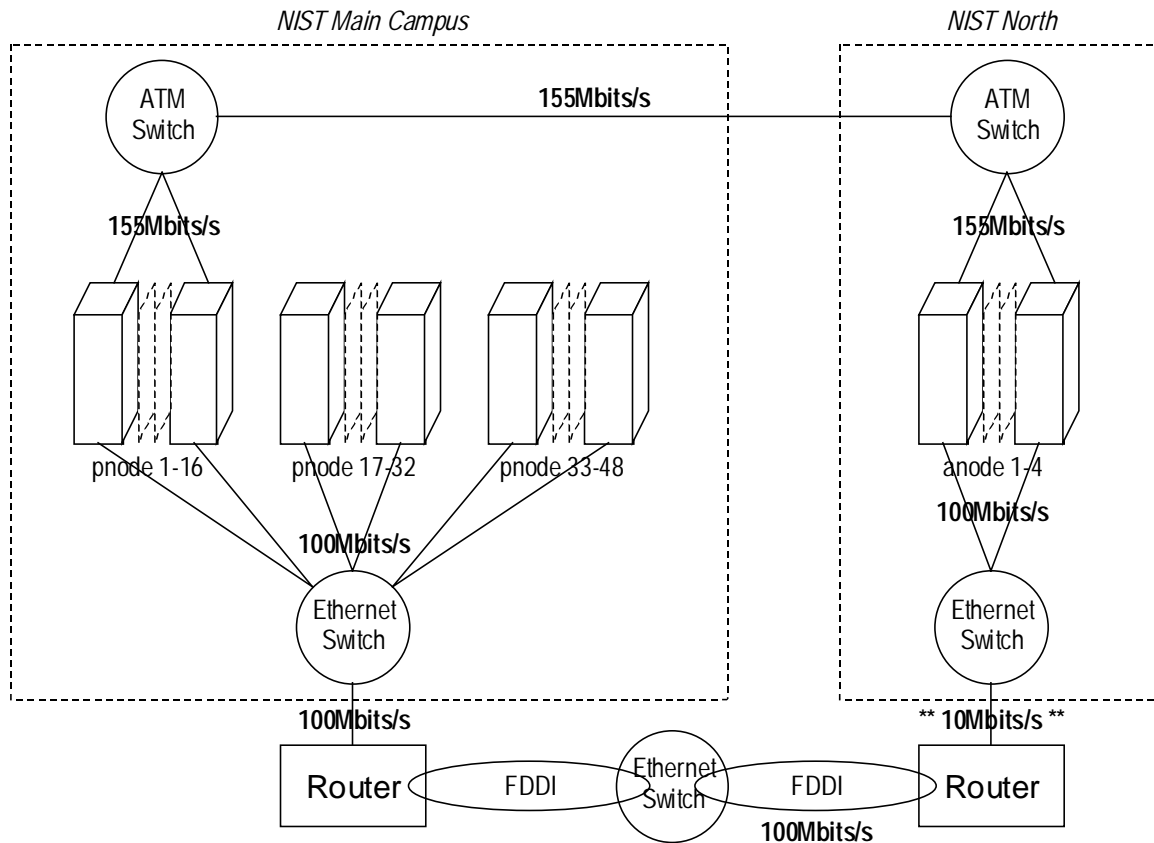 NIST Main Campus
NIST North
ATM
Switch
155Mbits/s
ATM
Switch
155Mbits/s
155Mbits/s
pnode 1-16
pnode 17-32
pnode 33-48
anode 1-4
100Mbits/s
100Mbits/s
Ethernet
Switch
Ethernet
Switch
100Mbits/s
** 10Mbits/s **
Router
FDDI
Ethernet
Switch
FDDI
Router
100Mbits/s